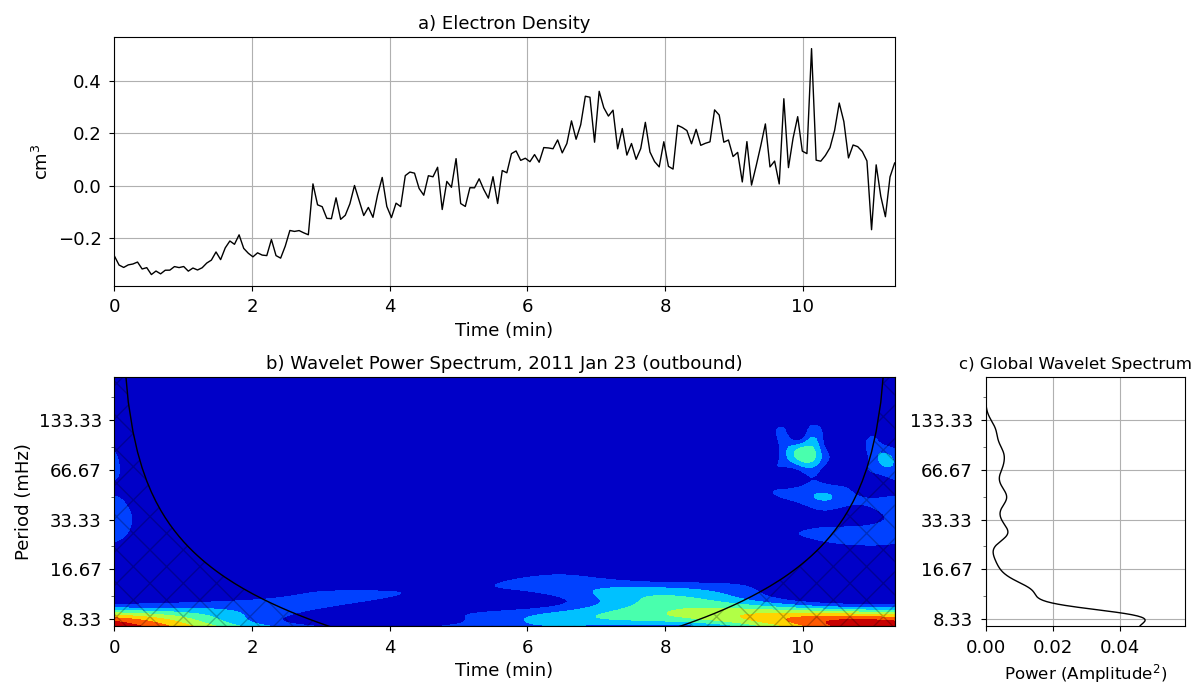 a) Electron Density
cm³
0.4
0.2
0.0
−0.2
0 2 4 6 8 10
Time (min)
b) Wavelet Power Spectrum, 2011 Jan 23 (outbound)
Period (mHz)
133.33
66.67
33.33
16.67
8.33
0 2 4 6 8 10
Time (min)
c) Global Wavelet Spectrum
133.33
66.67
33.33
16.67
8.33
0.00 0.02 0.04
Power (Amplitude²)